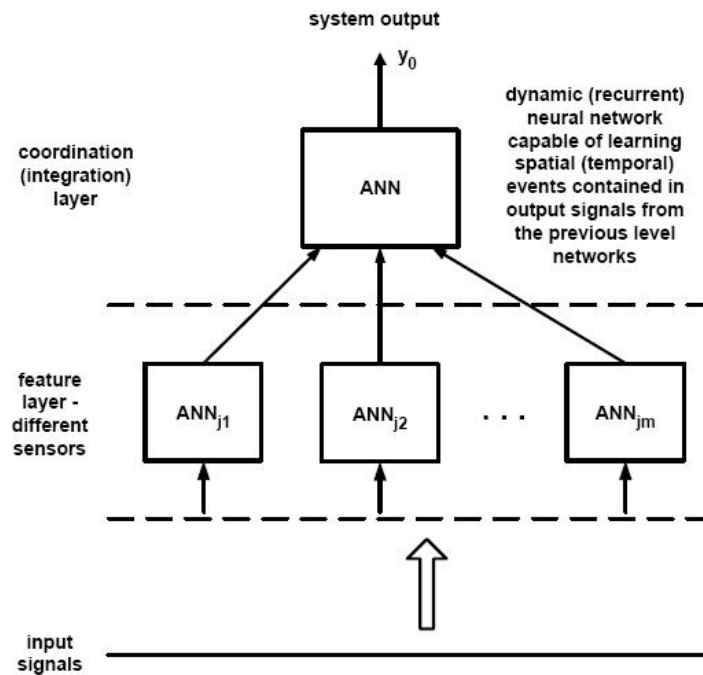 system output
y0
dynamic (recurrent)
neural network
capable of learning
spatial (temporal)
events contained in
output signals from
the previous level
networks
coordination
(integration)
layer
ANN
feature
layer -
different
sensors
ANNj1
ANNj2
. . .
ANNjm
input
signals